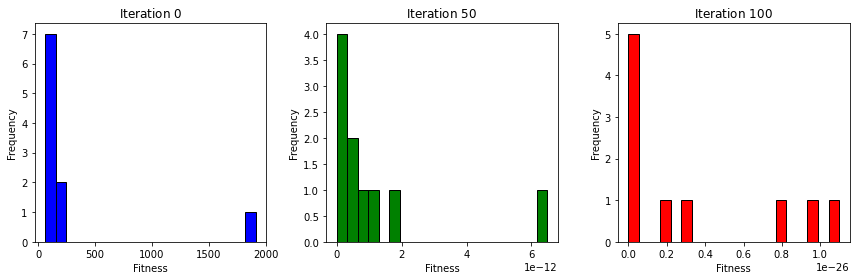 Iteration 0
7
6
5
4
3
2
1
0
Frequency
0 500 1000 1500 2000
Fitness
Iteration 50
4.0
3.5
3.0
2.5
2.0
1.5
1.0
0.5
0.0
Frequency
0 2 4 6
Fitness
1e−12
Iteration 100
5
4
3
2
1
0
Frequency
0.0 0.2 0.4 0.6 0.8 1.0
Fitness
1e−26